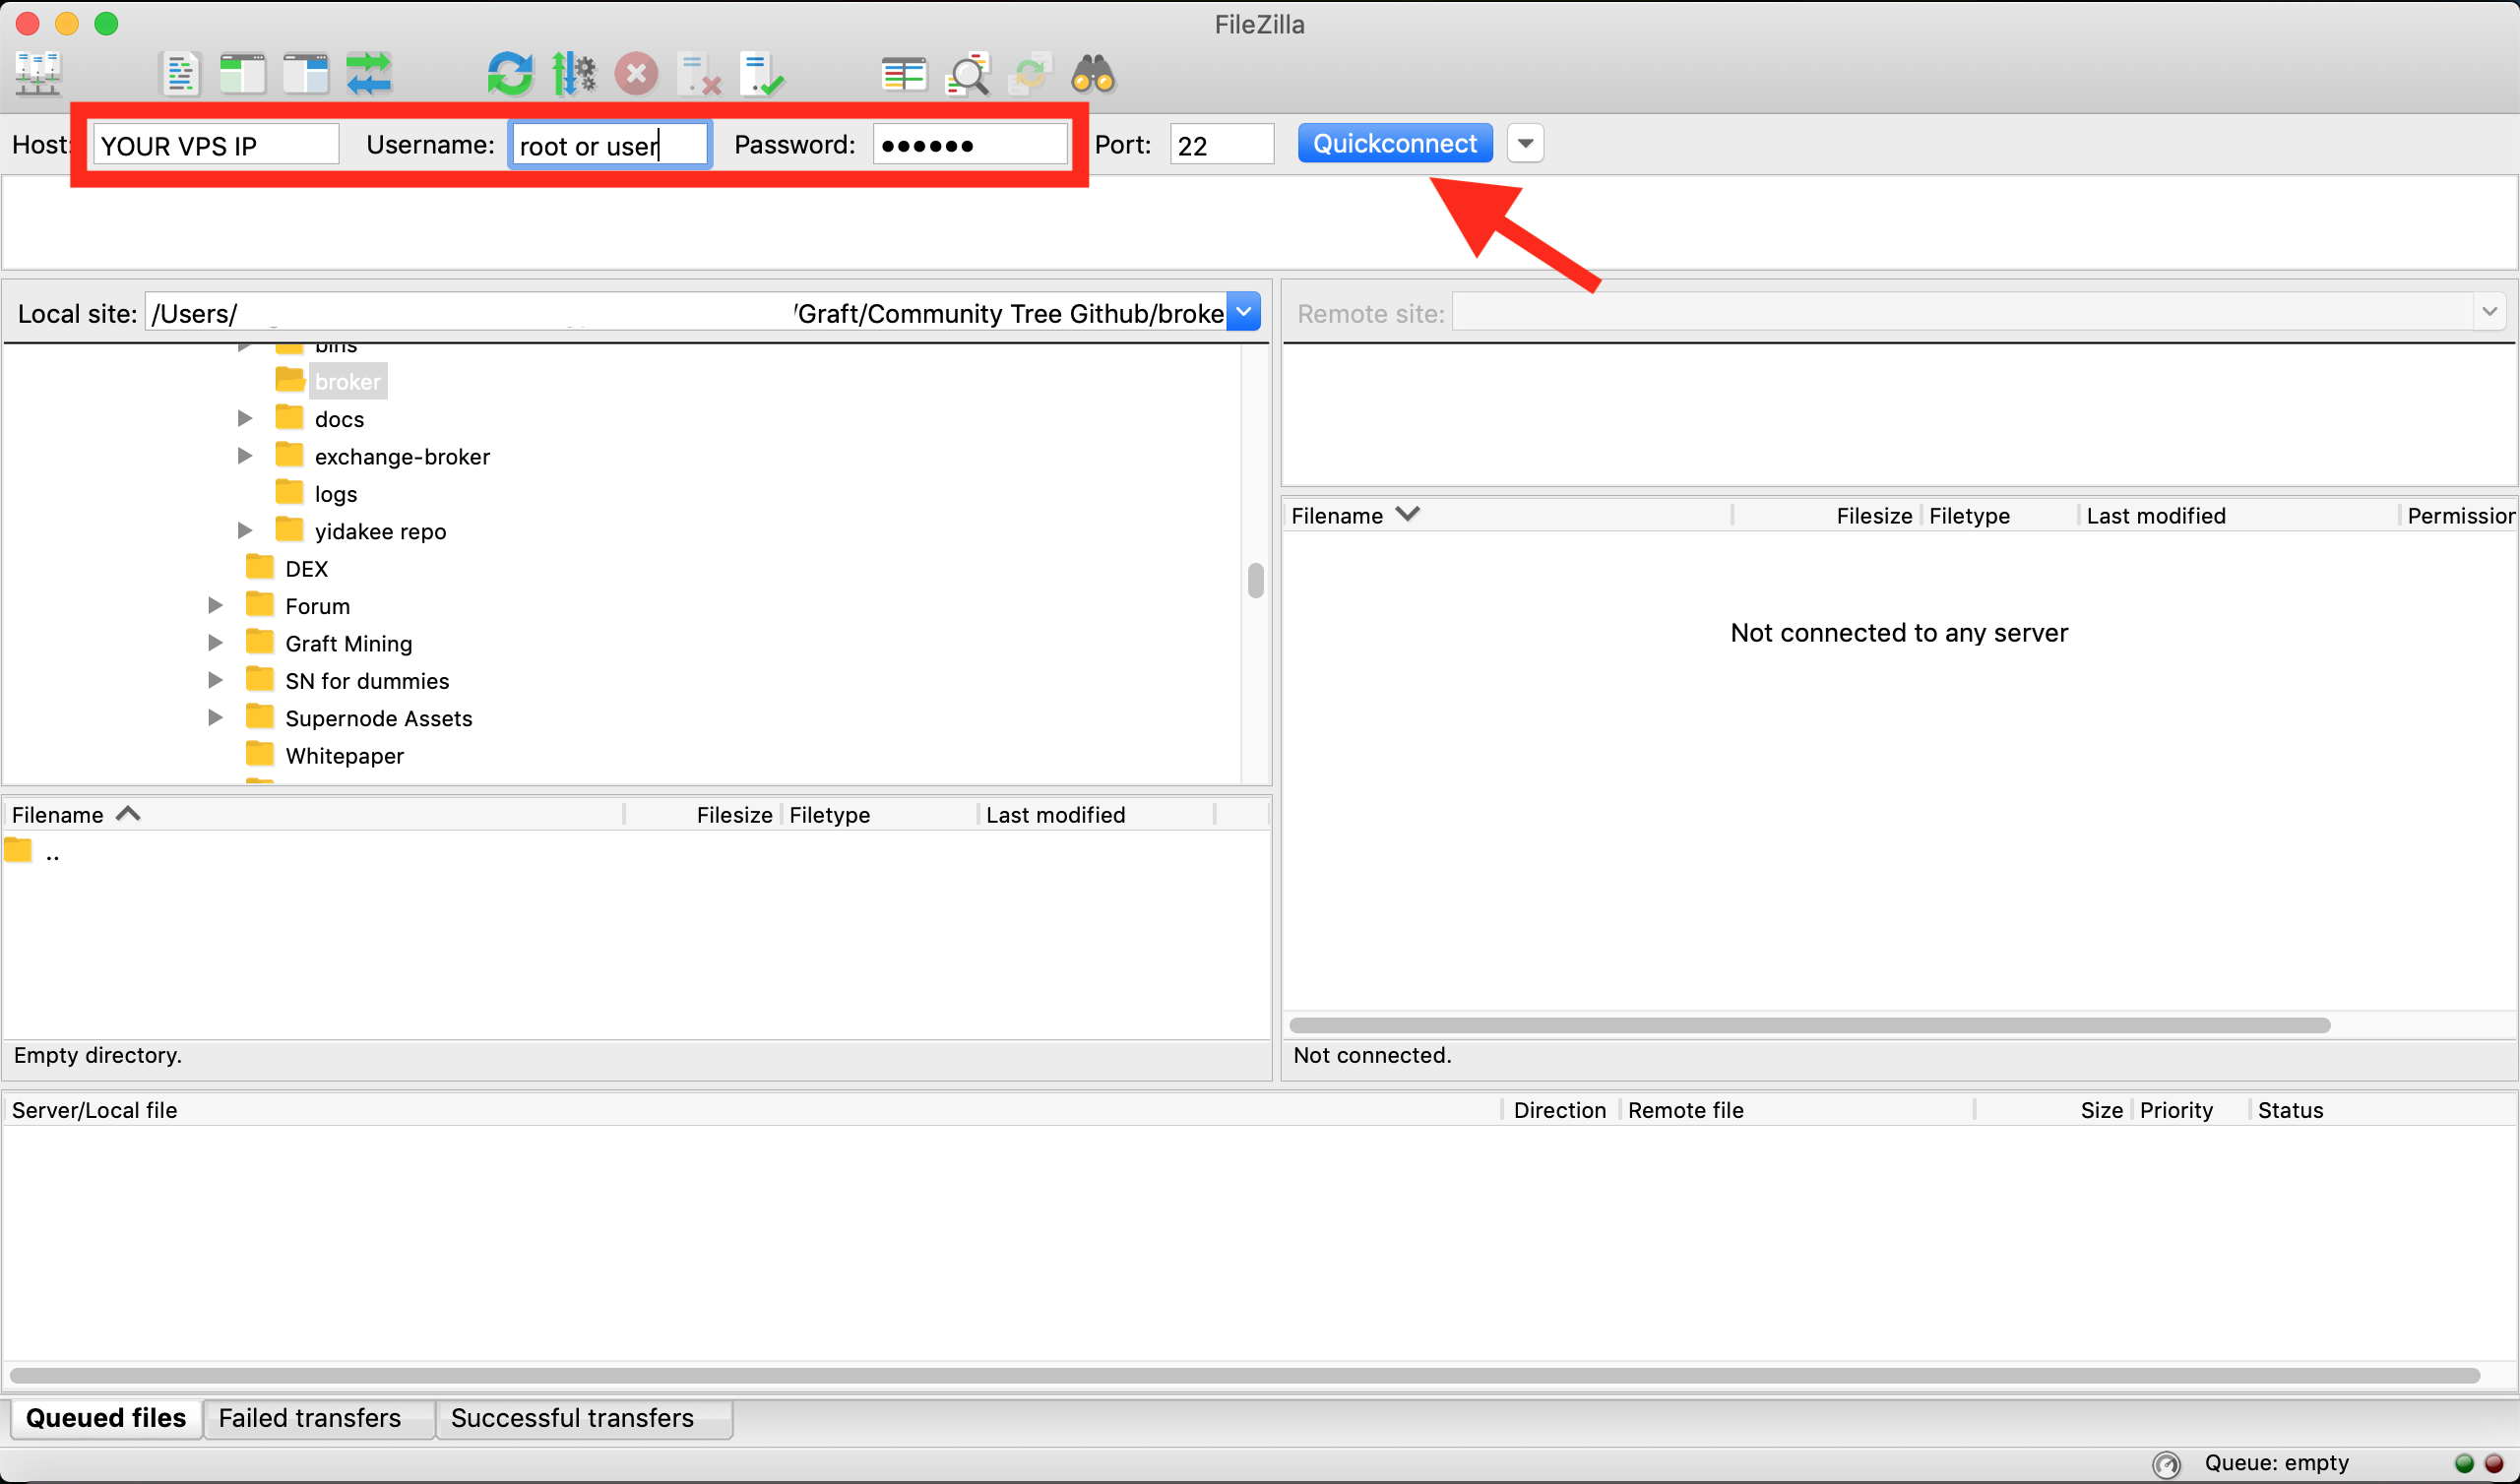 FileZilla
Host: YOUR VPS IP Username: root or user Password: •••••• Port: 22 Quickconnect
Local site: /Users/ /Graft/Community Tree Github/broke
Remote site:
bins
broker
docs
exchange-broker
logs
yidakee repo
DEX
Forum
Graft Mining
SN for dummies
Supernode Assets
Whitepaper
Filename Filesize Filetype Last modified
..
Empty directory.
Filename Filesize Filetype Last modified Permission
Not connected to any server
Not connected.
Server/Local file Direction Remote file Size Priority Status
Queued files Failed transfers Successful transfers
Queue: empty